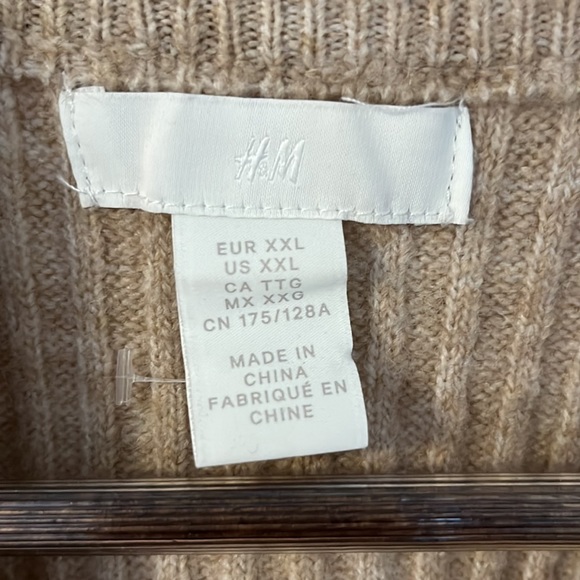 H&M
EUR XXL
US XXL
CA TTG
MX XXG
CN 175/128A
MADE IN
CHINA
FABRIQUÉ EN
CHINE